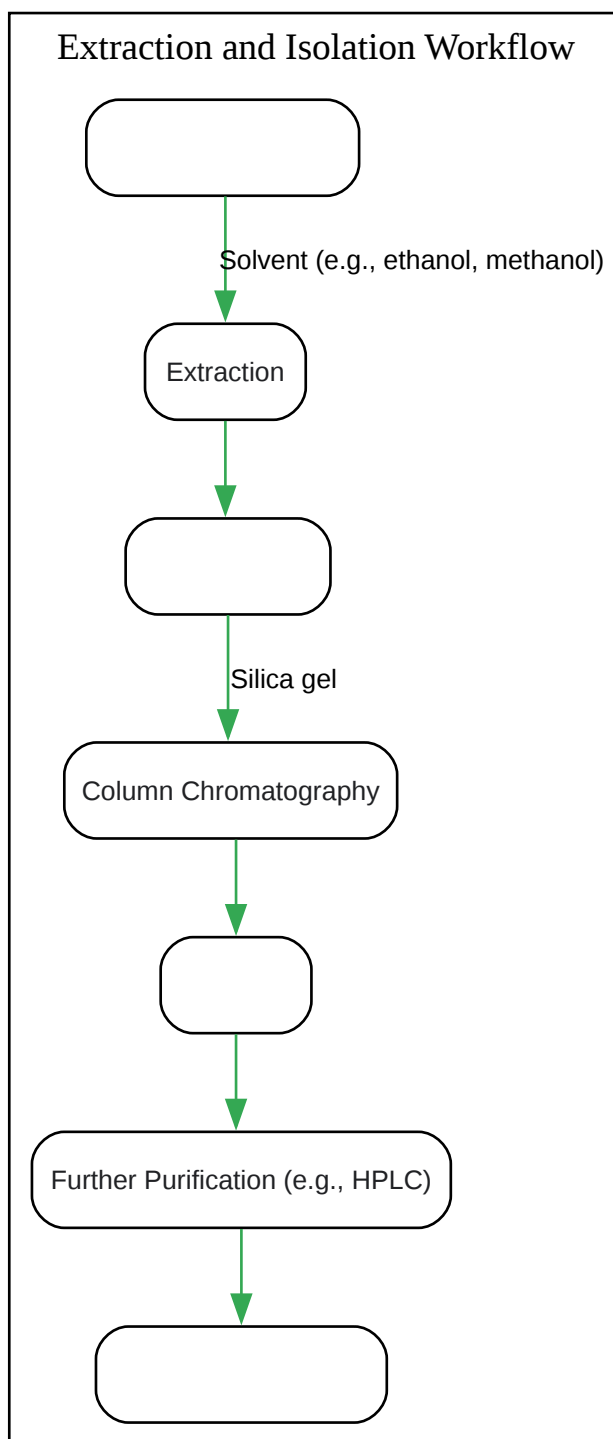 Extraction and Isolation Workflow
Solvent (e.g., ethanol, methanol)
Extraction
Silica gel
Column Chromatography
Further Purification (e.g., HPLC)